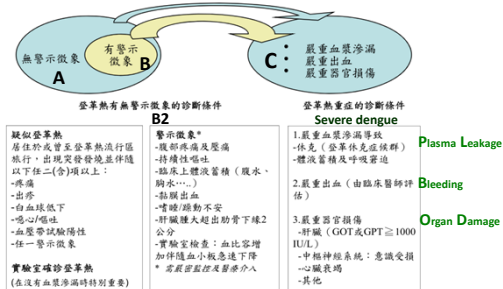 無警示徵象
A
有警示
徵象
B
C
• 嚴重血漿滲漏
• 嚴重出血
• 嚴重器官損傷
登革熱有無警示徵象的診斷條件
登革熱重症的診斷條件
B2
Severe dengue
疑似登革熱
居住於或曾至登革熱流行區
旅行，出現突發發燒並伴隨
以下任二(含)項以上：
-疼痛
-出疹
-白血球低下
-噁心/嘔吐
-血壓帶試驗陽性
-任一警示徵象
實驗室確診登革熱
(在沒有血漿滲漏時特別重要)
警示徵象*
-腹部疼痛及壓痛
-持續性嘔吐
-臨床上體液蓄積（腹水、
胸水…..）
-黏膜出血
-嗜睡/躁動不安
-肝臟腫大超出肋骨下緣2
公分
-實驗室檢查：血比容增
加伴隨血小板急速下降
* 需嚴密監控及醫療介入
1.嚴重血漿滲漏導致
-休克（登革休克症候群）
-體液蓄積及呼吸窘迫
2.嚴重出血（由臨床醫師評
估）
3.嚴重器官損傷
-肝臟（GOT或GPT≧1000
IU/L）
-中樞神經系統：意識受損
-心臟衰竭
-其他
Plasma Leakage
Bleeding
Organ Damage